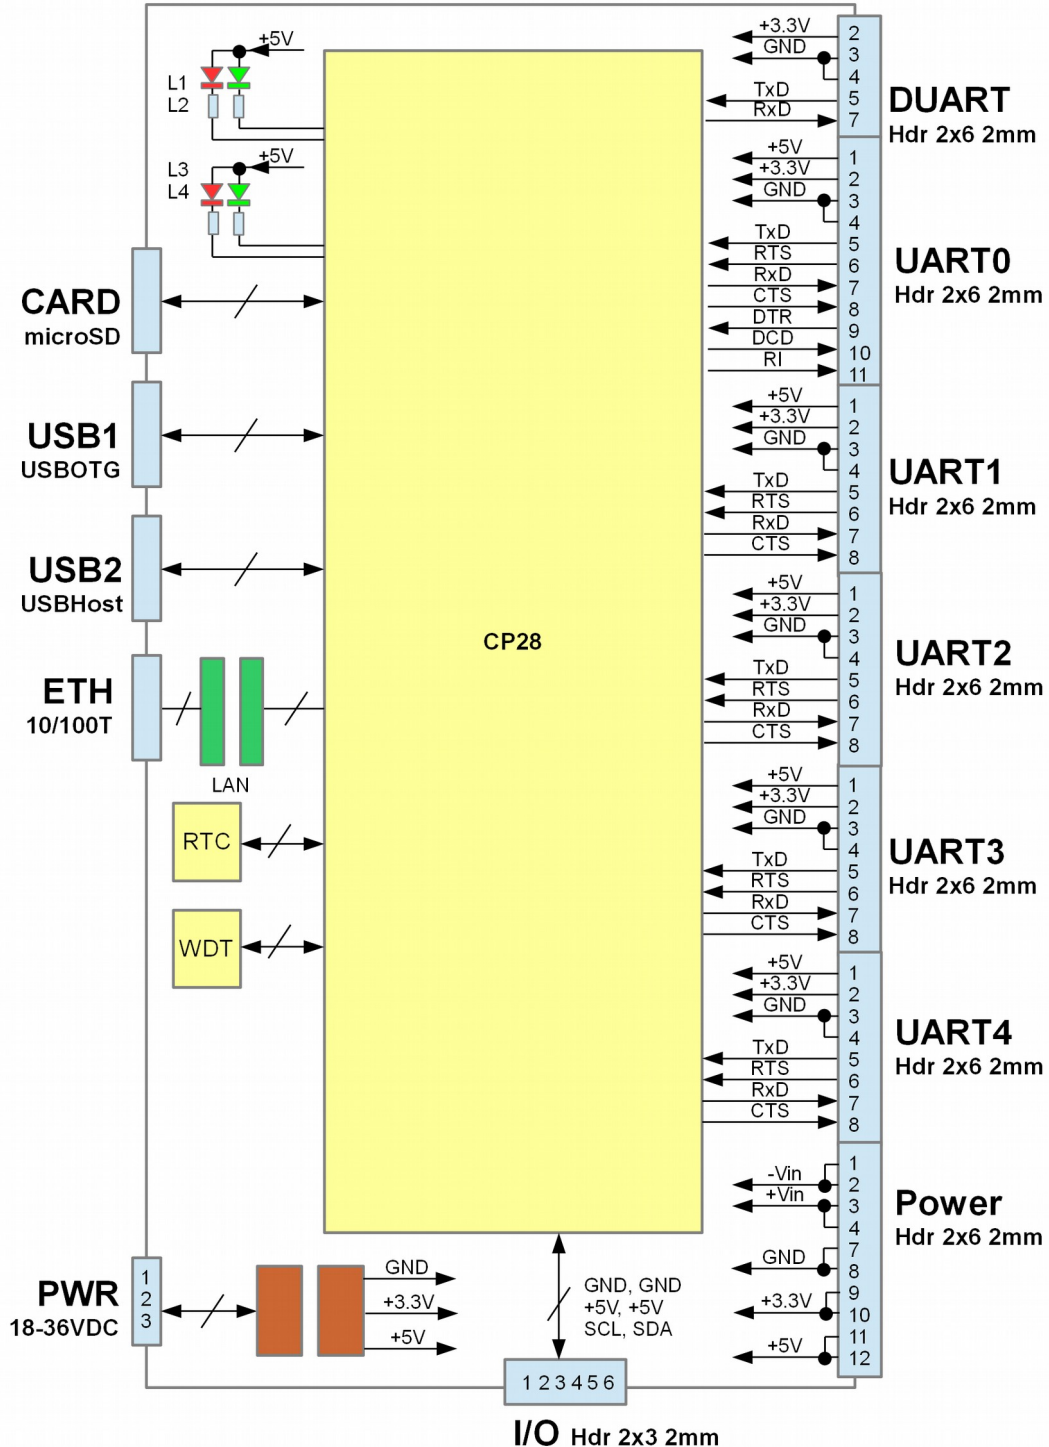 +5V
L1
L2
+5V
L3
L4
CARD
microSD
USB1
USBOTG
USB2
USBHost
ETH
10/100T
LAN
RTC
WDT
PWR
18-36VDC
1
2
3
GND
+3.3V
+5V
CP28
GND, GND
+5V, +5V
SCL, SDA
1 2 3 4 5 6
I/O Hdr 2x3 2mm
+3.3V 2
GND 3
4
TxD 5
RxD 7
DUART
Hdr 2x6 2mm
+5V 1
+3.3V 2
GND 3
4
TxD 5
RTS 6
RxD 7
CTS 8
DTR 9
DCD 10
RI 11
UART0
Hdr 2x6 2mm
+5V 1
+3.3V 2
GND 3
4
TxD 5
RTS 6
RxD 7
CTS 8
UART1
Hdr 2x6 2mm
+5V 1
+3.3V 2
GND 3
4
TxD 5
RTS 6
RxD 7
CTS 8
UART2
Hdr 2x6 2mm
+5V 1
+3.3V 2
GND 3
4
TxD 5
RTS 6
RxD 7
CTS 8
UART3
Hdr 2x6 2mm
+5V 1
+3.3V 2
GND 3
4
TxD 5
RTS 6
RxD 7
CTS 8
UART4
Hdr 2x6 2mm
1
-Vin 2
+Vin 3
4
7
GND 8
9
+3.3V 10
11
+5V 12
Power
Hdr 2x6 2mm